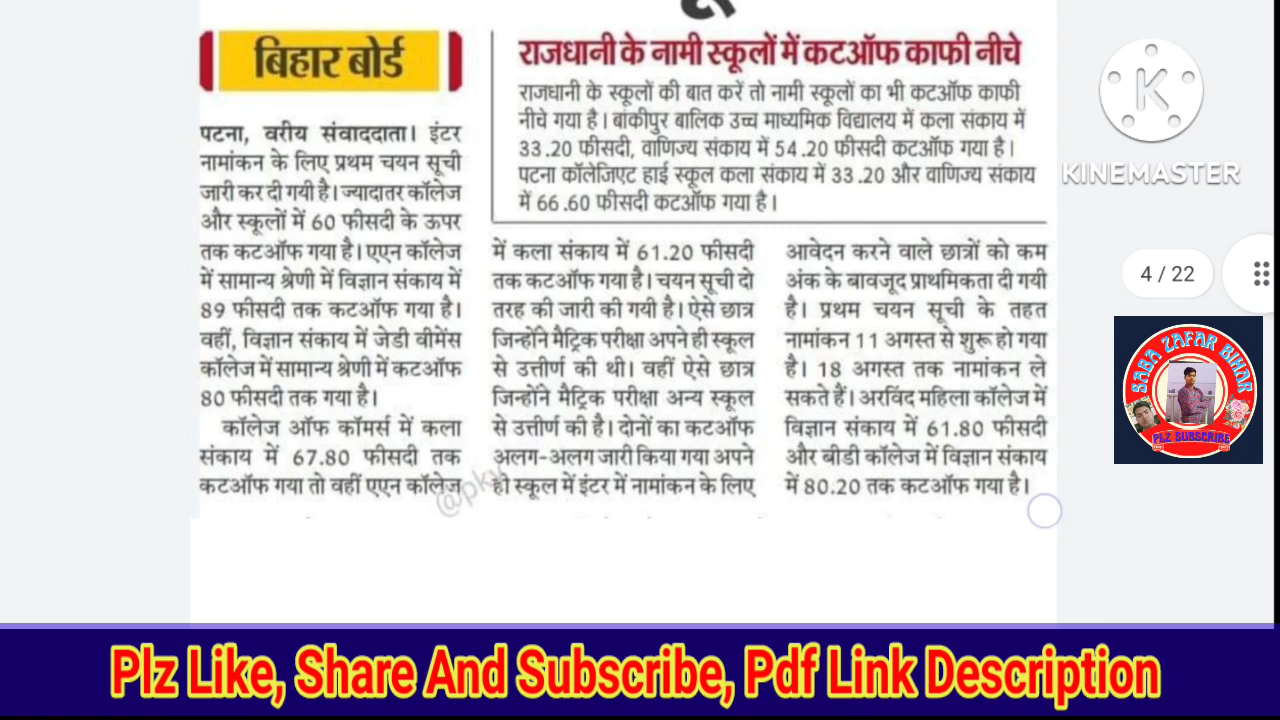 बिहार बोर्ड
पटना, वरीय संवाददाता। इंटर
नामांकन के लिए प्रथम चयन सूची
जारी कर दी गयी है। ज्यादातर कॉलेज
और स्कूलों में 60 फीसदी के ऊपर
तक कटऑफ गया है। एएन कॉलेज
में सामान्य श्रेणी में विज्ञान संकाय में
89 फीसदी तक कटऑफ गया है।
वहीं, विज्ञान संकाय में जेडी वीमेंस
कॉलेज में सामान्य श्रेणी में कटऑफ
80 फीसदी तक गया है।
कॉलेज ऑफ कॉमर्स में कला
संकाय में 67.80 फीसदी तक
कटऑफ गया तो वहीं एएन कॉलेज
राजधानी के नामी स्कूलों में कटऑफ काफी नीचे
राजधानी के स्कूलों की बात करें तो नामी स्कूलों का भी कटऑफ काफी
नीचे गया है। बांकीपुर बालिक उच्च माध्यमिक विद्यालय में कला संकाय में
33.20 फीसदी, वाणिज्य संकाय में 54.20 फीसदी कटऑफ गया है।
पटना कॉलेजिएट हाई स्कूल कला संकाय में 33.20 और वाणिज्य संकाय
में 66.60 फीसदी कटऑफ गया है।
में कला संकाय में 61.20 फीसदी
तक कटऑफ गया है। चयन सूची दो
तरह की जारी की गयी है। ऐसे छात्र
जिन्होंने मैट्रिक परीक्षा अपने ही स्कूल
से उत्तीर्ण की थी। वहीं ऐसे छात्र
जिन्होंने मैट्रिक परीक्षा अन्य स्कूल
से उत्तीर्ण की है। दोनों का कटऑफ
अलग-अलग जारी किया गया अपने
ही स्कूल में इंटर में नामांकन के लिए
आवेदन करने वाले छात्रों को कम
अंक के बावजूद प्राथमिकता दी गयी
है। प्रथम चयन सूची के तहत
नामांकन 11 अगस्त से शुरू हो गया
है। 18 अगस्त तक नामांकन ले
सकते हैं। अरविंद महिला कॉलेज में
विज्ञान संकाय में 61.80 फीसदी
और बीडी कॉलेज में विज्ञान संकाय
में 80.20 तक कटऑफ गया है।
@pky
K
KINEMASTER
4 / 22
SABA ZAFAR BIHAR
PLZ SUBSCRIBE
Plz Like, Share And Subscribe, Pdf Link Description